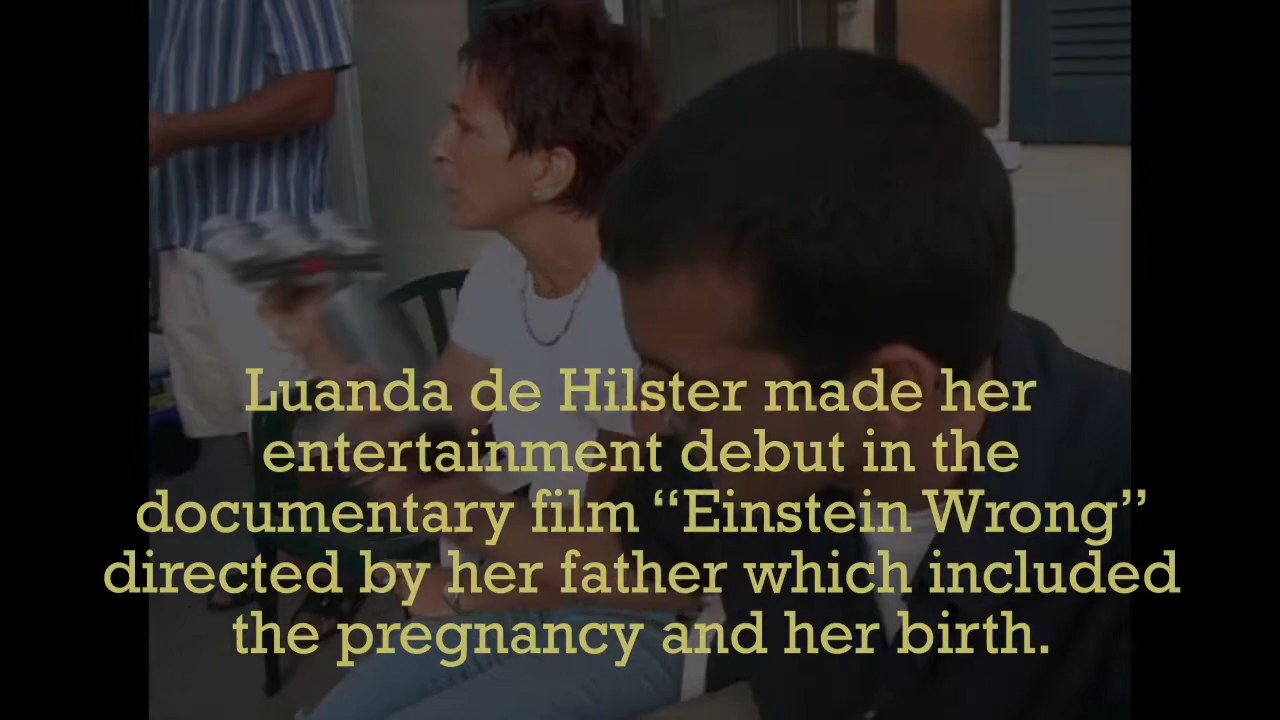 Luanda de Hilster made her
entertainment debut in the
documentary film “Einstein Wrong”
directed by her father which included
the pregnancy and her birth.